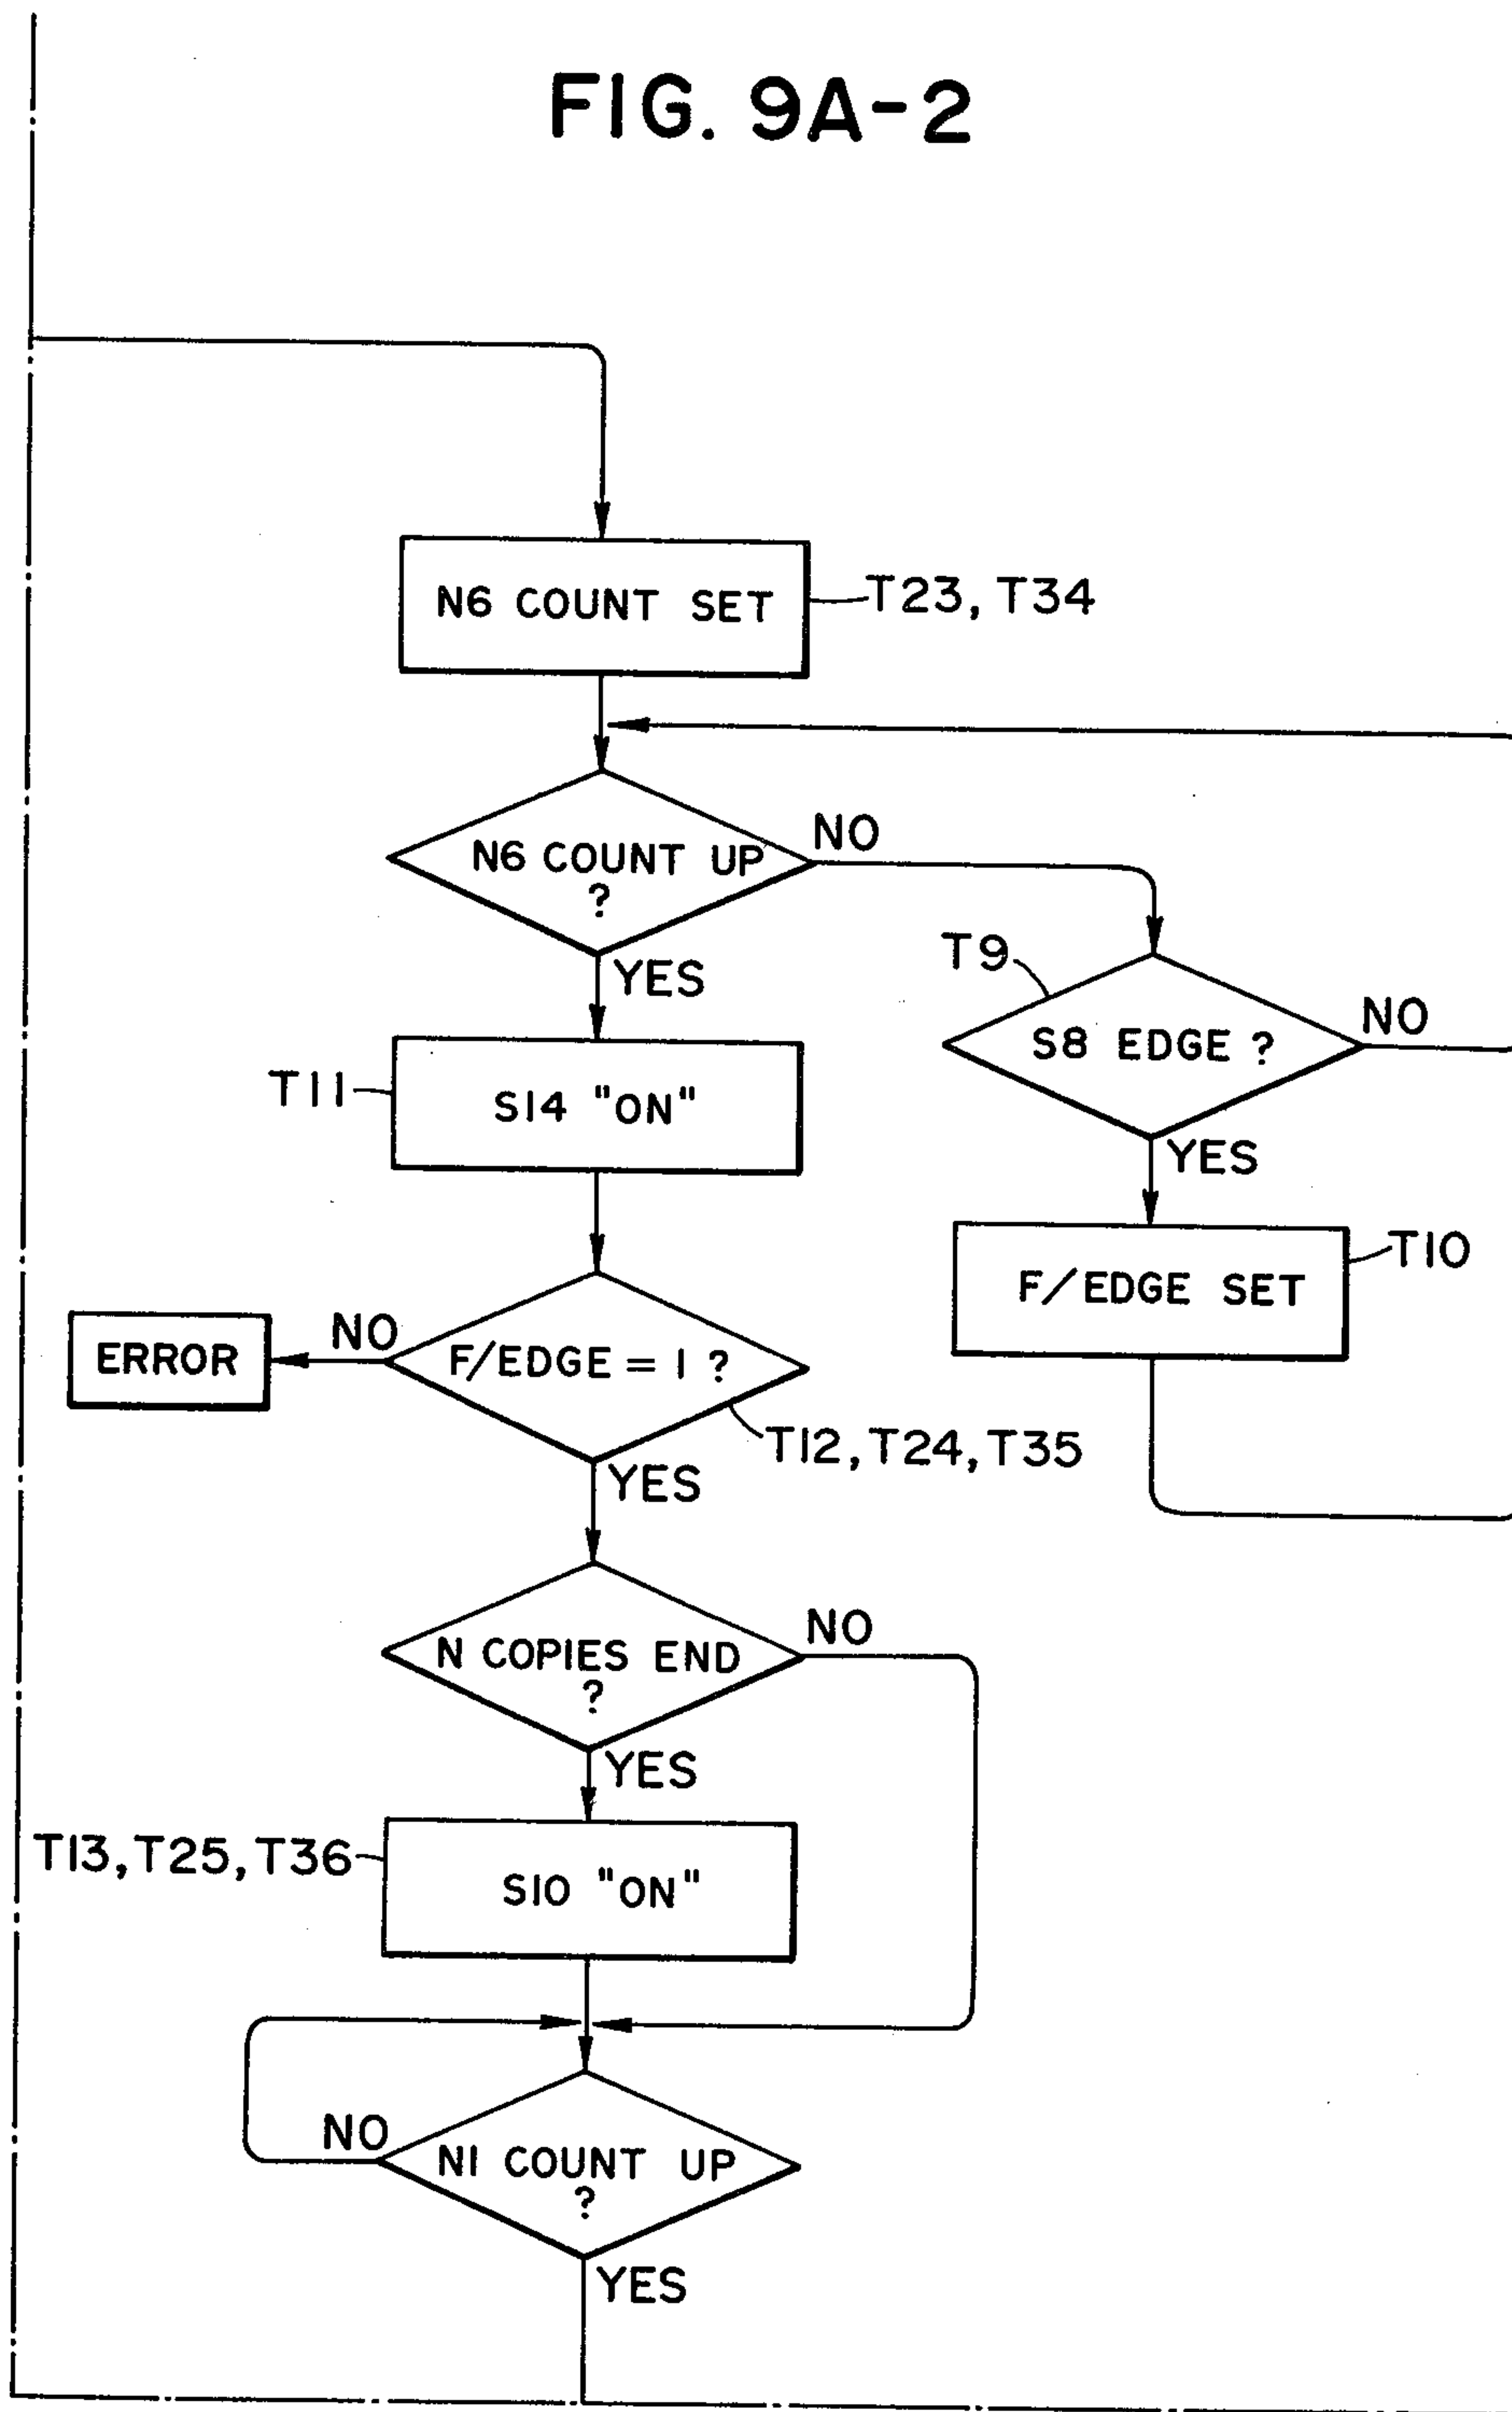 FIG. 9A-2
N6 COUNT SET
T23, T34
N6 COUNT UP
?
NO
YES
T9
S8 EDGE ?
NO
YES
T11
S14 "ON"
F/EDGE SET
T10
ERROR
NO
F/EDGE = 1 ?
T12, T24, T35
YES
N COPIES END
?
NO
YES
T13, T25, T36
S10 "ON"
NO
N1 COUNT UP
?
YES